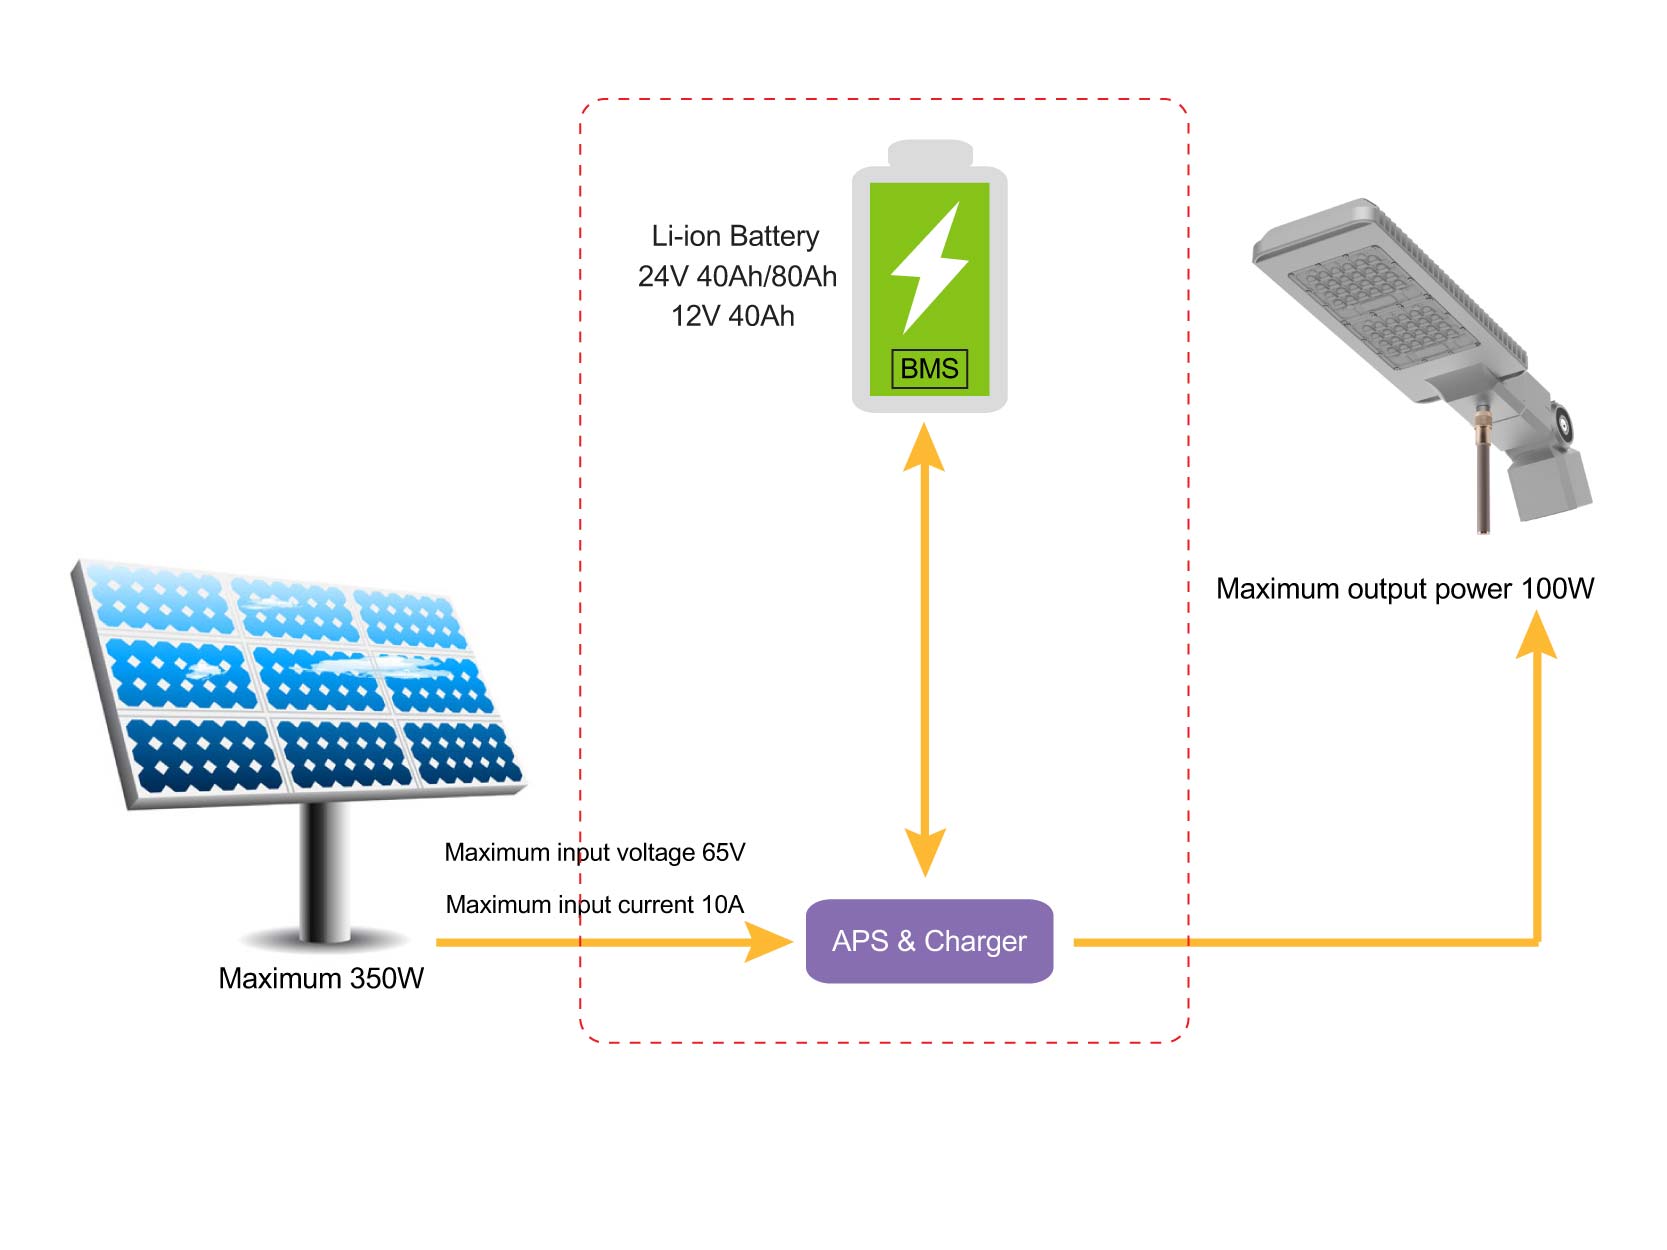 Li-ion Battery
24V 40Ah/80Ah
12V 40Ah
BMS
Maximum output power 100W
Maximum input voltage 65V
Maximum input current 10A
APS & Charger
Maximum 350W